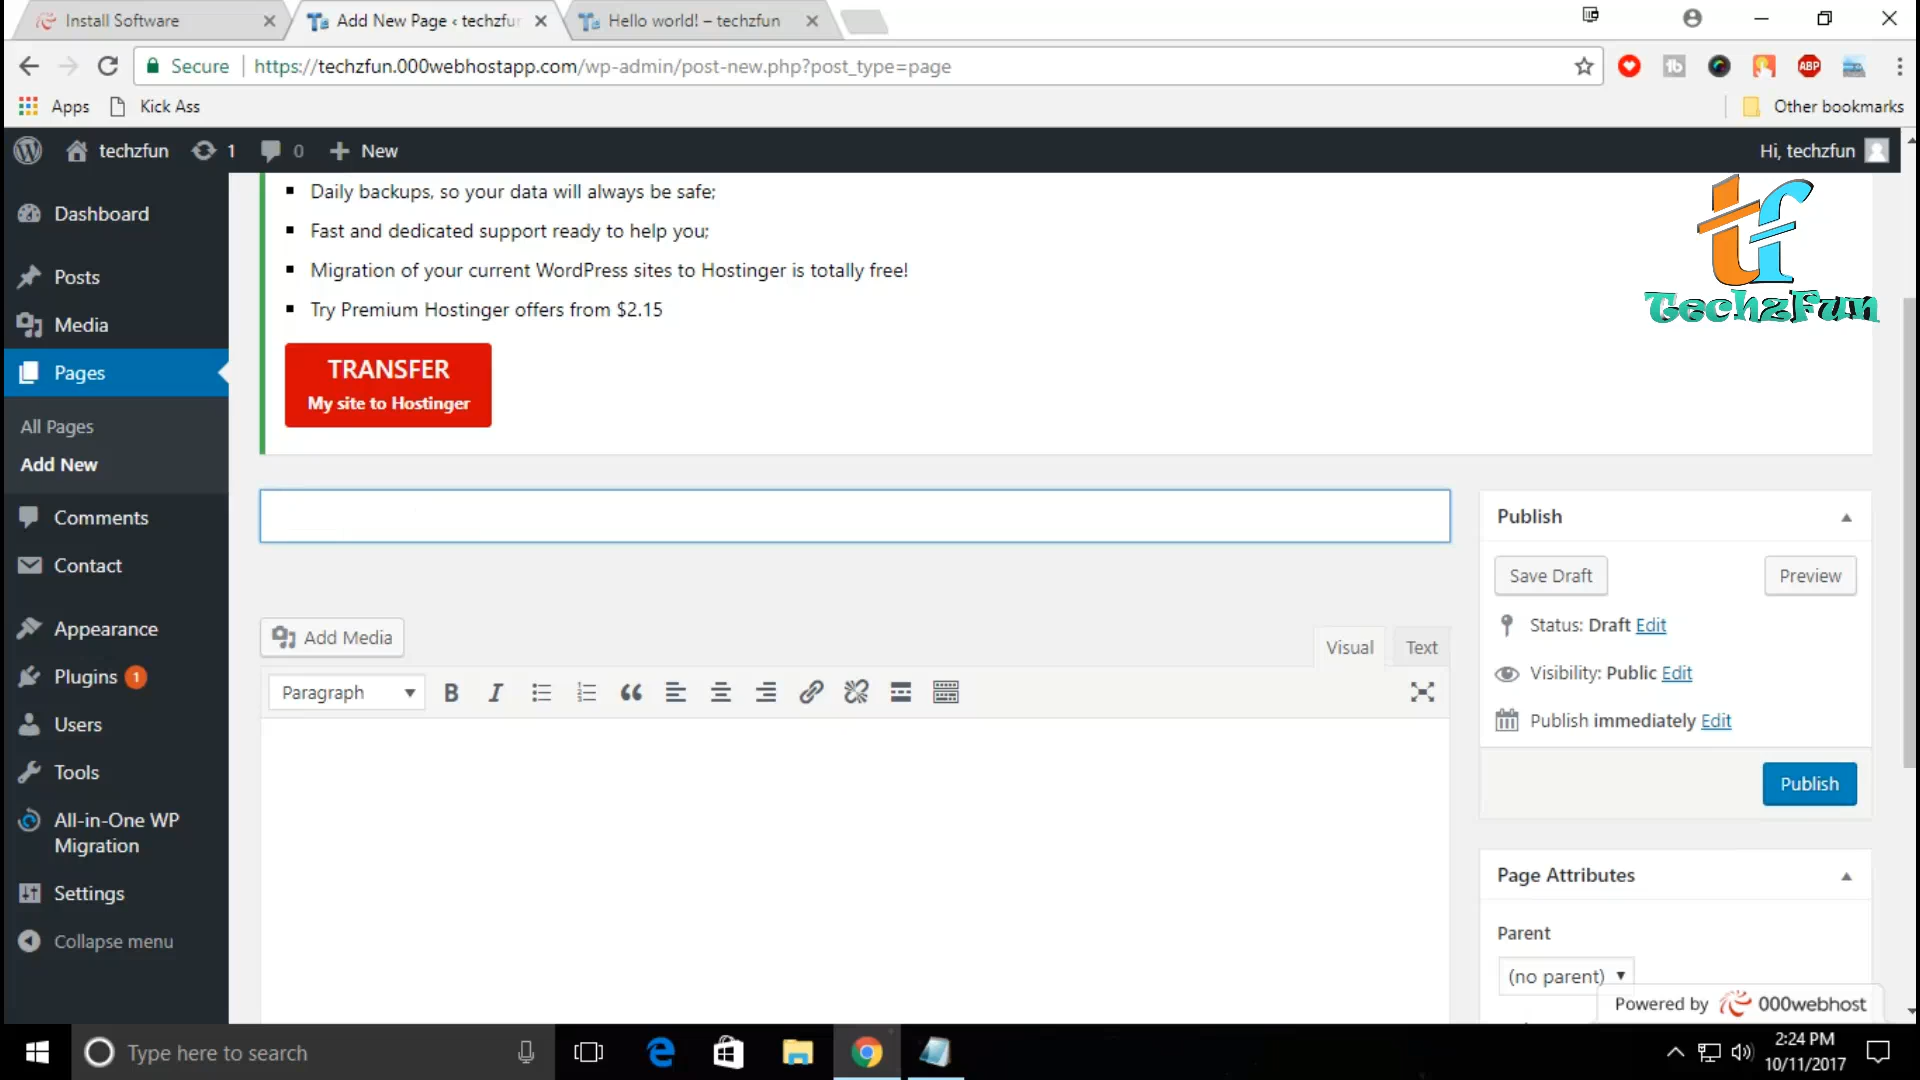 Install Software
Add New Page ‹ techzfun
Hello world! – techzfun
Secure
https://techzfun.000webhostapp.com/wp-admin/post-new.php?post_type=page
ABP
Apps
Kick Ass
Other bookmarks
techzfun
1
0
New
Hi, techzfun
Dashboard
Posts
Media
Pages
All Pages
Add New
Comments
Contact
Appearance
Plugins 1
Users
Tools
All-in-One WP
Migration
Settings
Collapse menu
Daily backups, so your data will always be safe;
Fast and dedicated support ready to help you;
Migration of your current WordPress sites to Hostinger is totally free!
Try Premium Hostinger offers from $2.15
TRANSFER
My site to Hostinger
tf
TechzFun
Add Media
Visual
Text
Paragraph
B
I
Publish
Save Draft
Preview
Status: Draft Edit
Visibility: Public Edit
Publish immediately Edit
Publish
Page Attributes
Parent
(no parent)
Powered by 000webhost
Type here to search
2:24 PM
10/11/2017